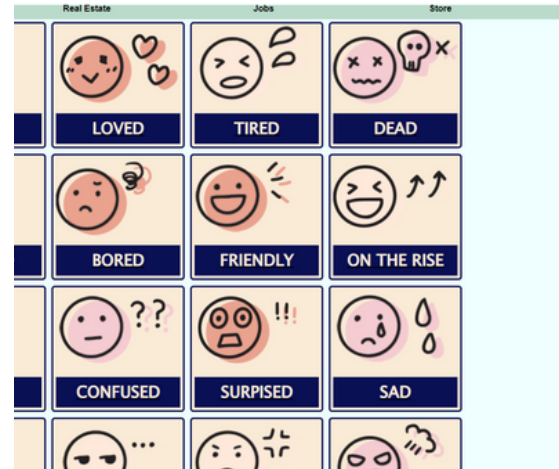 Real Estate Jobs Store
LOVED TIRED DEAD
BORED FRIENDLY ON THE RISE
??? !!!
CONFUSED SURPISED SAD